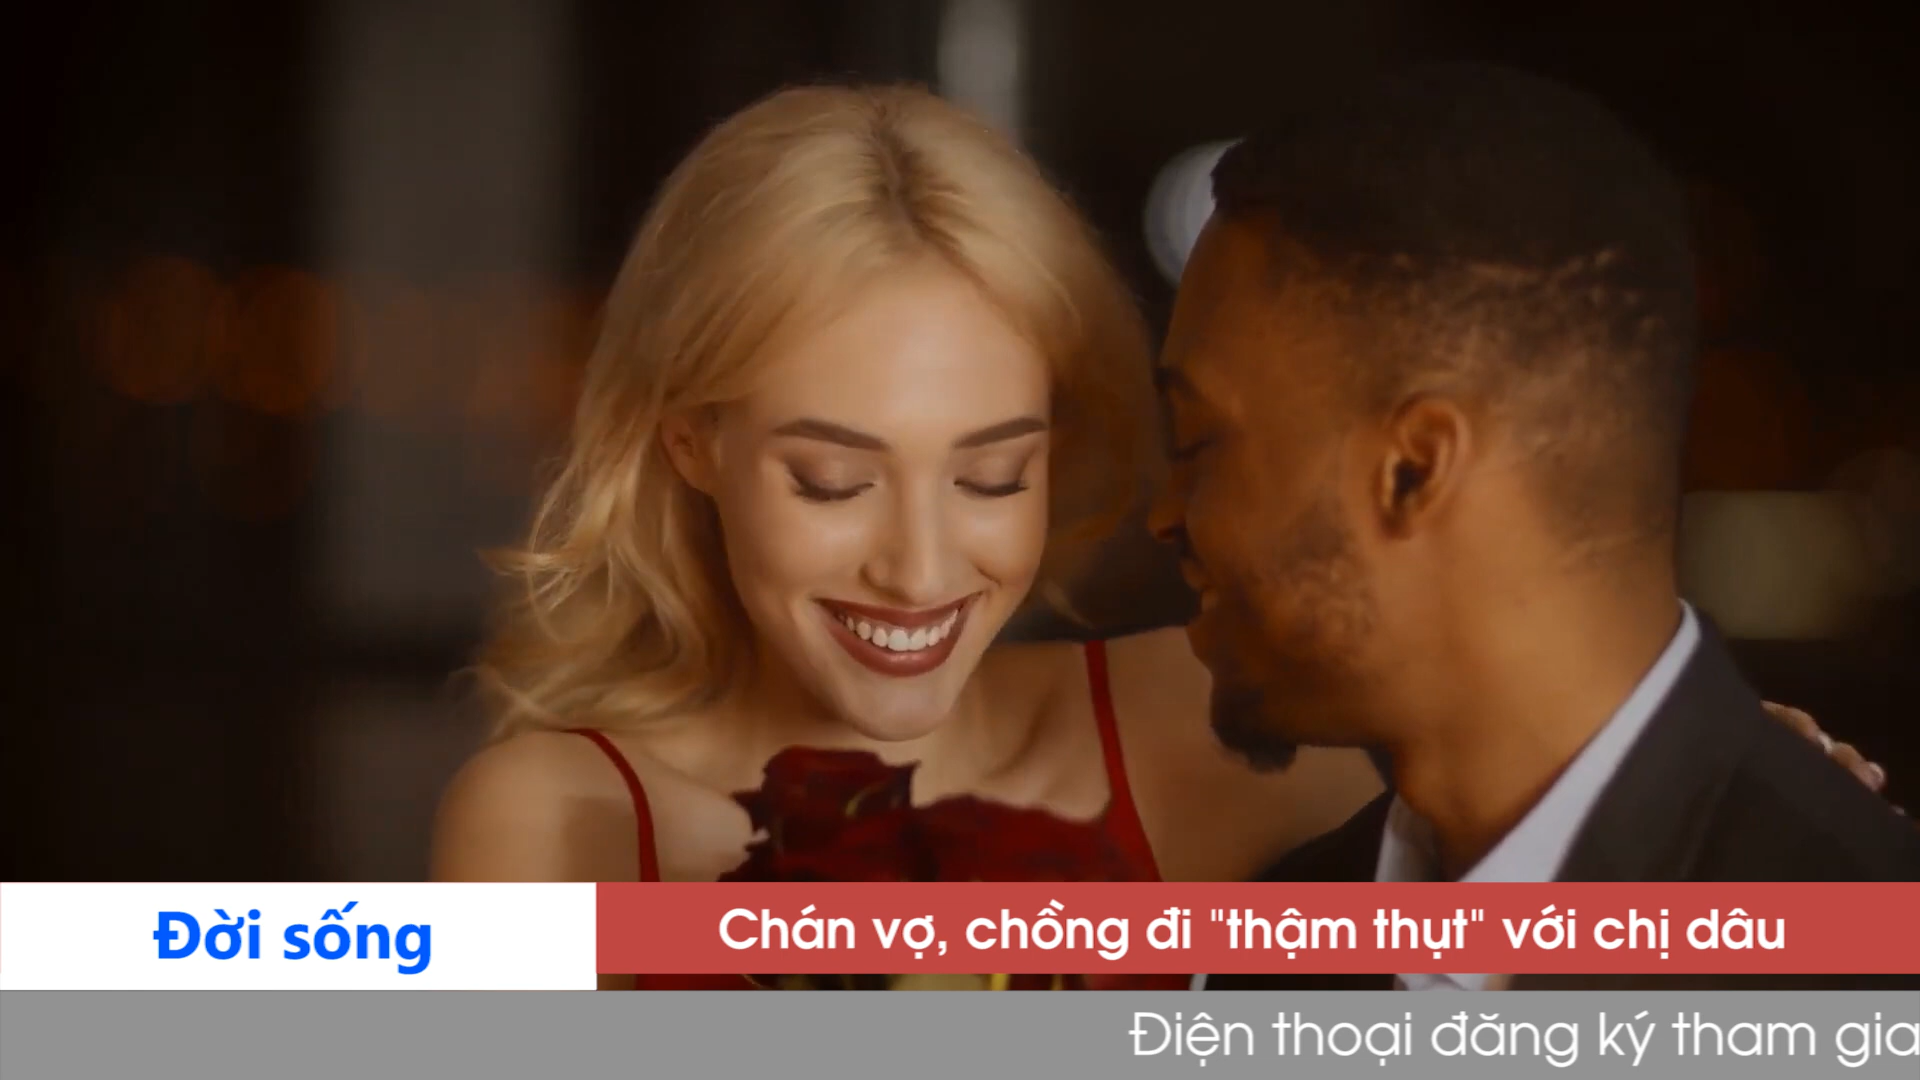 Đời sống
Chán vợ, chồng đi "thậm thụt" với chị dâu
Điện thoại đăng ký tham gia